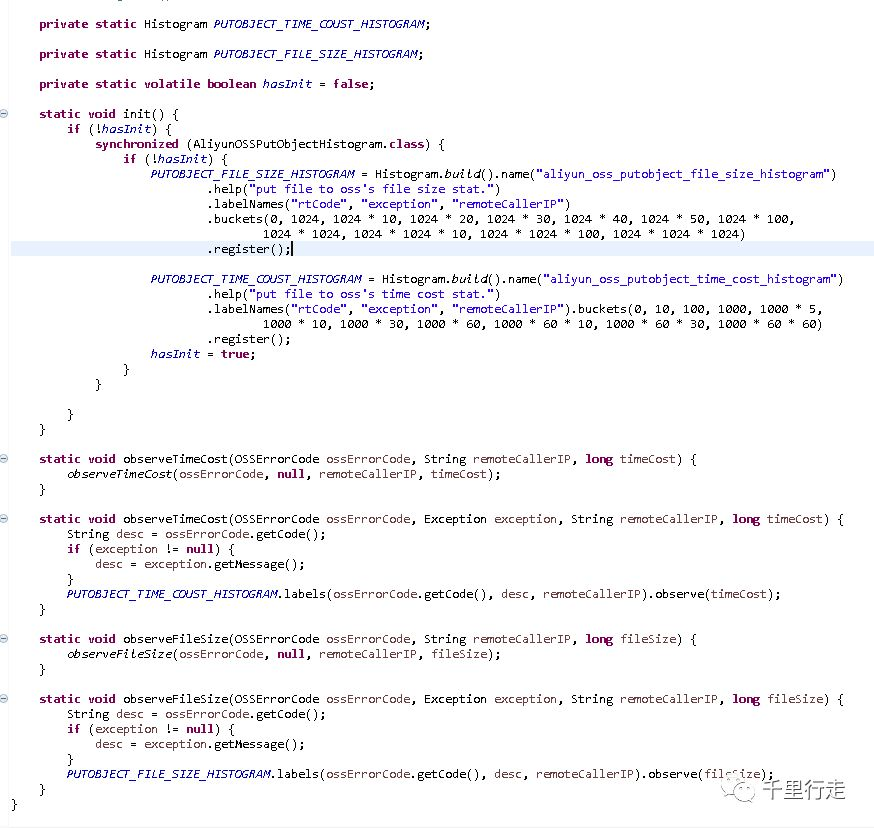 private static Histogram PUTOBJECT_TIME_COUST_HISTOGRAM;
private static Histogram PUTOBJECT_FILE_SIZE_HISTOGRAM;
private static volatile boolean hasInit = false;
static void init() {
if (!hasInit) {
synchronized (AliyunOSSPutObjectHistogram.class) {
if (!hasInit) {
PUTOBJECT_FILE_SIZE_HISTOGRAM = Histogram.build().name("aliyun_oss_putobject_file_size_histogram")
.help("put file to oss's file size stat.")
.labelNames("rtCode", "exception", "remoteCallerIP")
.buckets(0, 1024, 1024 * 10, 1024 * 20, 1024 * 30, 1024 * 40, 1024 * 50, 1024 * 100,
1024 * 1024, 1024 * 1024 * 10, 1024 * 1024 * 100, 1024 * 1024 * 1024)
.register();
PUTOBJECT_TIME_COUST_HISTOGRAM = Histogram.build().name("aliyun_oss_putobject_time_cost_histogram")
.help("put file to oss's time cost stat.")
.labelNames("rtCode", "exception", "remoteCallerIP").buckets(0, 10, 100, 1000, 1000 * 5,
1000 * 10, 1000 * 30, 1000 * 60, 1000 * 60 * 10, 1000 * 60 * 30, 1000 * 60 * 60)
.register();
hasInit = true;
}
}
}
}
static void observeTimeCost(OSSErrorCode ossErrorCode, String remoteCallerIP, long timeCost) {
observeTimeCost(ossErrorCode, null, remoteCallerIP, timeCost);
}
static void observeTimeCost(OSSErrorCode ossErrorCode, Exception exception, String remoteCallerIP, long timeCost) {
String desc = ossErrorCode.getCode();
if (exception != null) {
desc = exception.getMessage();
}
PUTOBJECT_TIME_COUST_HISTOGRAM.labels(ossErrorCode.getCode(), desc, remoteCallerIP).observe(timeCost);
}
static void observeFileSize(OSSErrorCode ossErrorCode, String remoteCallerIP, long fileSize) {
observeFileSize(ossErrorCode, null, remoteCallerIP, fileSize);
}
static void observeFileSize(OSSErrorCode ossErrorCode, Exception exception, String remoteCallerIP, long fileSize) {
String desc = ossErrorCode.getCode();
if (exception != null) {
desc = exception.getMessage();
}
PUTOBJECT_FILE_SIZE_HISTOGRAM.labels(ossErrorCode.getCode(), desc, remoteCallerIP).observe(fileSize);
}
千里行走
}